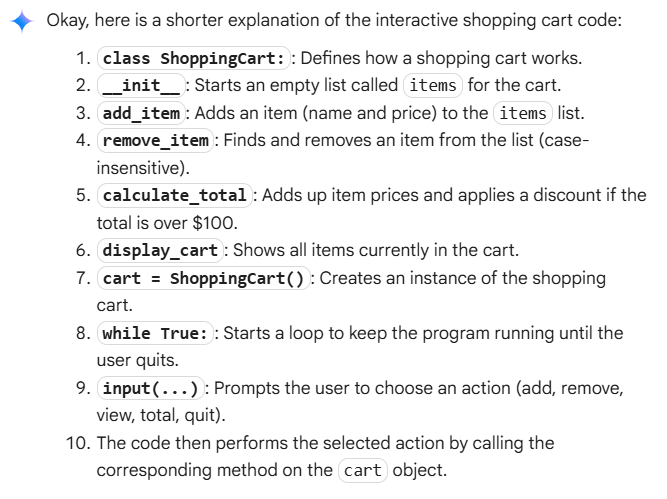 Okay, here is a shorter explanation of the interactive shopping cart code:
1. class ShoppingCart: : Defines how a shopping cart works.
2. __init__ : Starts an empty list called items for the cart.
3. add_item : Adds an item (name and price) to the items list.
4. remove_item : Finds and removes an item from the list (case-
insensitive).
5. calculate_total : Adds up item prices and applies a discount if the
total is over $100.
6. display_cart : Shows all items currently in the cart.
7. cart = ShoppingCart() : Creates an instance of the shopping
cart.
8. while True: : Starts a loop to keep the program running until the
user quits.
9. input(...) : Prompts the user to choose an action (add, remove,
view, total, quit).
10. The code then performs the selected action by calling the
corresponding method on the cart object.